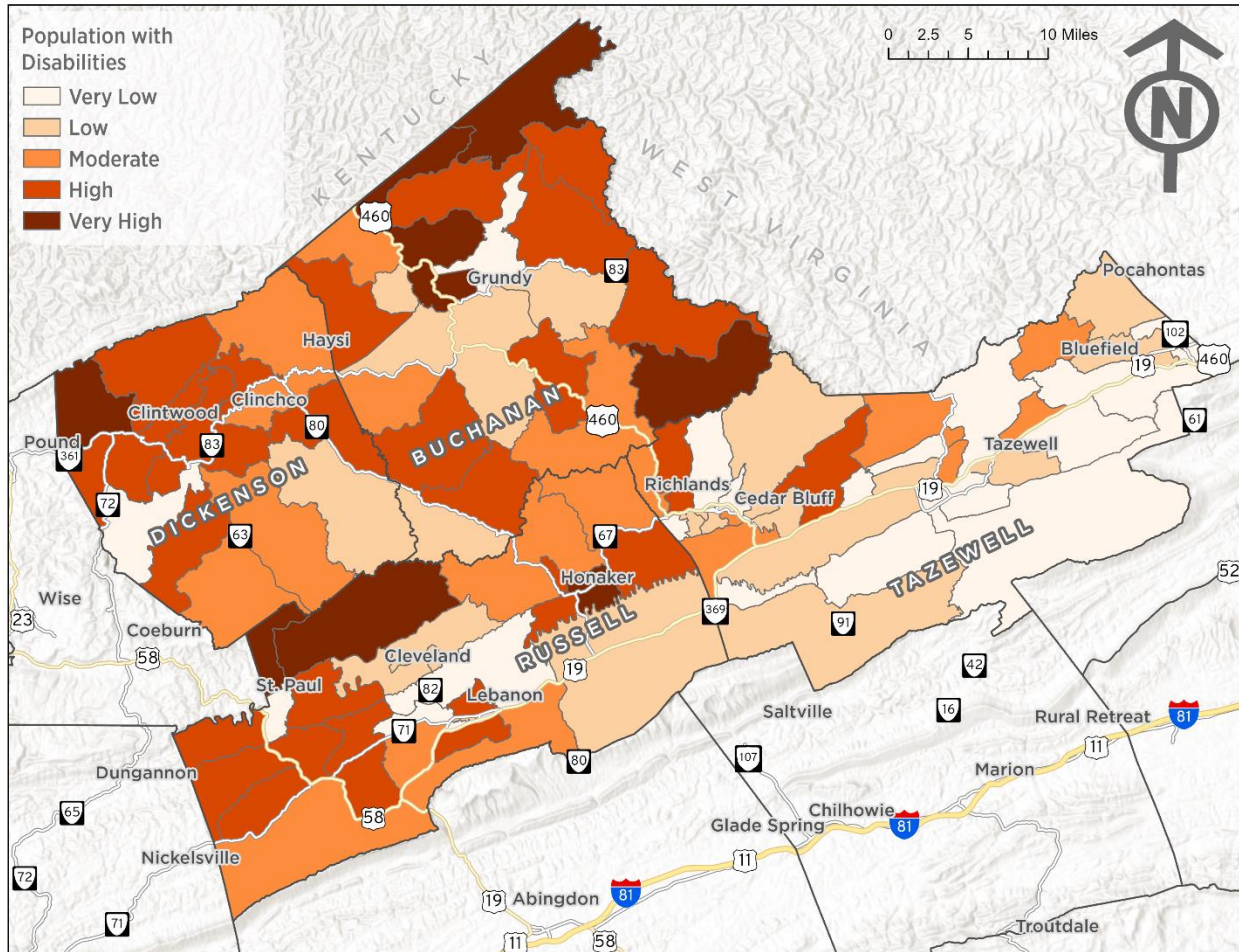 Population with
Disabilities
Very Low
Low
Moderate
High
Very High
0 2.5 5 10 Miles
N
KENTUCKY
WEST VIRGINIA
460
Grundy
83
Pocahontas
102
Bluefield
460
19
Haysi
Clintwood
Clinchco
80
83
Pound
361
72
BUCHANAN
460
61
Tazewell
19
Richlands
Cedar Bluff
DICKENSON
63
67
Honaker
TAZEWELL
52
Wise
23
Coeburn
58
369
91
RUSSELL
Cleveland
19
42
St. Paul
82
Lebanon
71
Saltville
16
Rural Retreat
81
11
Dungannon
80
107
Marion
65
58
Chilhowie
81
Glade Spring
11
Nickelsville
72
71
19
Abingdon
81
11
58
Troutdale